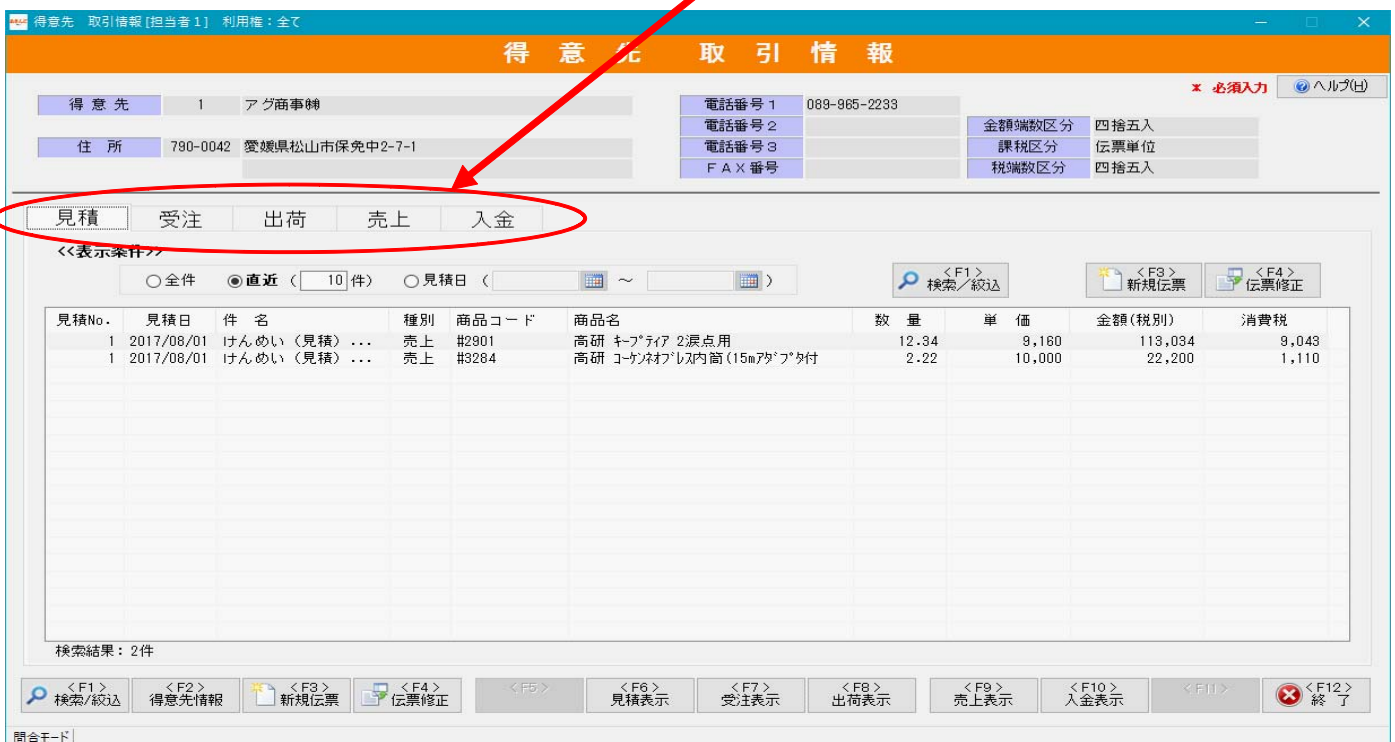 得意先 取引情報[担当者1] 利用権：全て
得 意 先 取 引 情 報
× 必須入力 ヘルプ(H)
得 意 先 1 アグ商事㈱ 電話番号1 089-965-2233
電話番号2 金額端数区分 四捨五入
住 所 790-0042 愛媛県松山市保免中2-7-1 電話番号3 課税区分 伝票単位
ＦＡＸ番号 税端数区分 四捨五入
見積 受注 出荷 売上 入金
<<表示条件>>
○全件 ◉直近 ( 10 件) ○見積日 ( ～ )
<F1> 検索/絞込
<F3> 新規伝票
<F4> 伝票修正
見積No. 見積日 件 名 種別 商品コード 商品名 数 量 単 価 金額(税別) 消費税
1 2017/08/01 けんめい（見積）... 売上 #2901 高研 ｷｰﾌﾟﾃｨｱ 2涙点用 12.34 9,160 113,034 9,043
1 2017/08/01 けんめい（見積）... 売上 #3284 高研 ｺｰｹﾝﾈｵﾌﾞﾚｽ内筒(15mｱﾀﾞﾌﾟﾀ付 2.22 10,000 22,200 1,110
検索結果： 2件
<F1> 検索/絞込
<F2> 得意先情報
<F3> 新規伝票
<F4> 伝票修正
<F5>
<F6> 見積表示
<F7> 受注表示
<F8> 出荷表示
<F9> 売上表示
<F10> 入金表示
<F11>
<F12> 終 了
問合モード